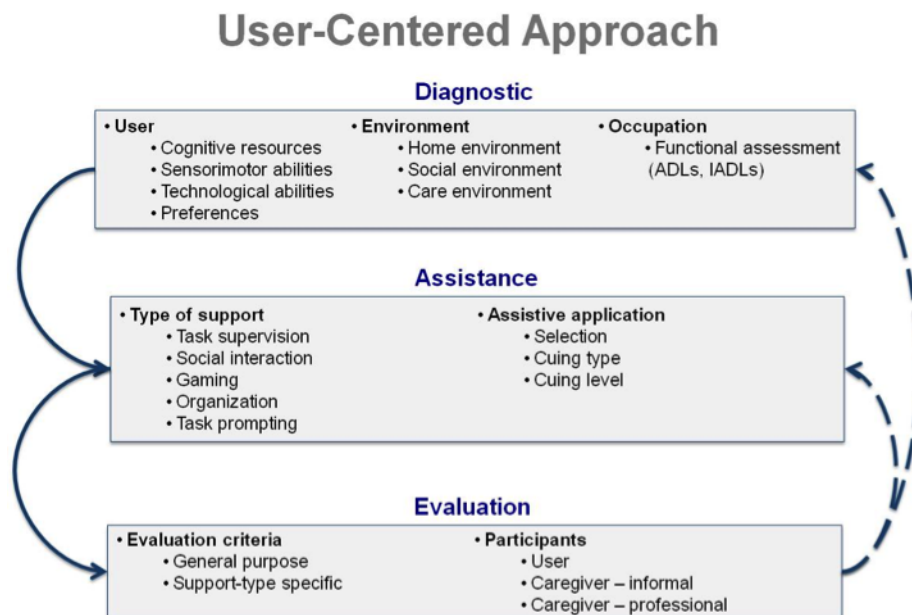 User-Centered Approach
Diagnostic
• User
• Cognitive resources
• Sensorimotor abilities
• Technological abilities
• Preferences
• Environment
• Home environment
• Social environment
• Care environment
• Occupation
• Functional assessment
(ADLs, IADLs)
Assistance
• Type of support
• Task supervision
• Social interaction
• Gaming
• Organization
• Task prompting
• Assistive application
• Selection
• Cuing type
• Cuing level
Evaluation
• Evaluation criteria
• General purpose
• Support-type specific
• Participants
• User
• Caregiver – informal
• Caregiver – professional